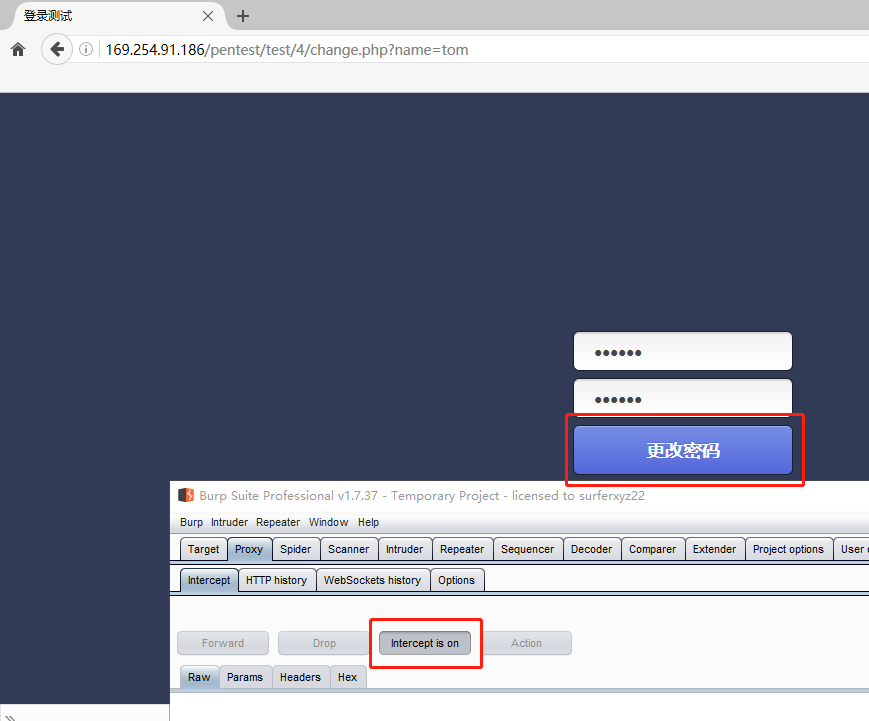 登录测试
169.254.91.186/pentest/test/4/change.php?name=tom
••••••
••••••
更改密码
Burp Suite Professional v1.7.37 - Temporary Project - licensed to surferxyz22
Burp Intruder Repeater Window Help
Target Proxy Spider Scanner Intruder Repeater Sequencer Decoder Comparer Extender Project options User
Intercept HTTP history WebSockets history Options
Forward Drop Intercept is on Action
Raw Params Headers Hex